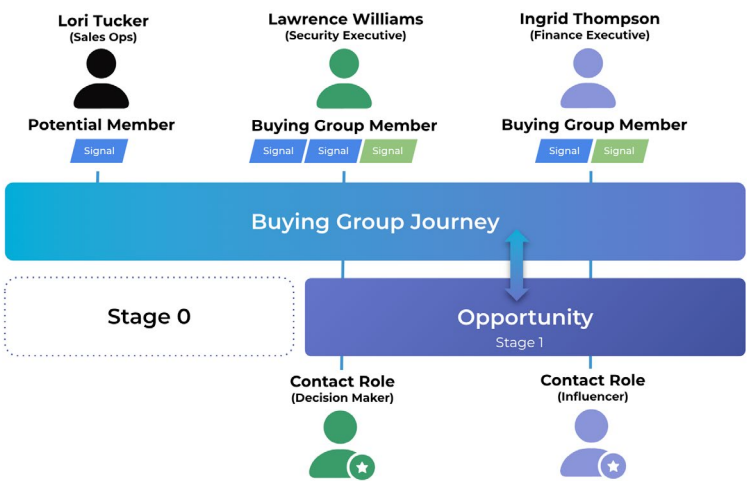 Lori Tucker
(Sales Ops)
Lawrence Williams
(Security Executive)
Ingrid Thompson
(Finance Executive)
Potential Member
Buying Group Member
Buying Group Member
Signal
Signal
Signal
Signal
Signal
Signal
Buying Group Journey
Stage 0
Opportunity
Stage 1
Contact Role
(Decision Maker)
Contact Role
(Influencer)